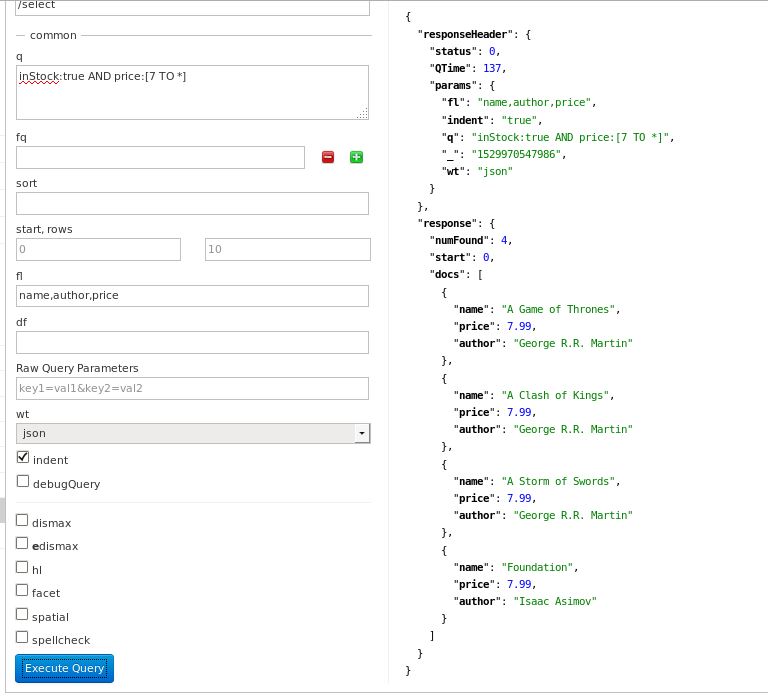 /select
common
q
inStock:true AND price:[7 TO *]
fq
sort
start, rows
0 10
fl
name,author,price
df
Raw Query Parameters
key1=val1&key2=val2
wt
json
indent
debugQuery
dismax
edismax
hl
facet
spatial
spellcheck
Execute Query
{
"responseHeader": {
"status": 0,
"QTime": 137,
"params": {
"fl": "name,author,price",
"indent": "true",
"q": "inStock:true AND price:[7 TO *]",
"_": "1529970547986",
"wt": "json"
}
},
"response": {
"numFound": 4,
"start": 0,
"docs": [
{
"name": "A Game of Thrones",
"price": 7.99,
"author": "George R.R. Martin"
},
{
"name": "A Clash of Kings",
"price": 7.99,
"author": "George R.R. Martin"
},
{
"name": "A Storm of Swords",
"price": 7.99,
"author": "George R.R. Martin"
},
{
"name": "Foundation",
"price": 7.99,
"author": "Isaac Asimov"
}
]
}
}